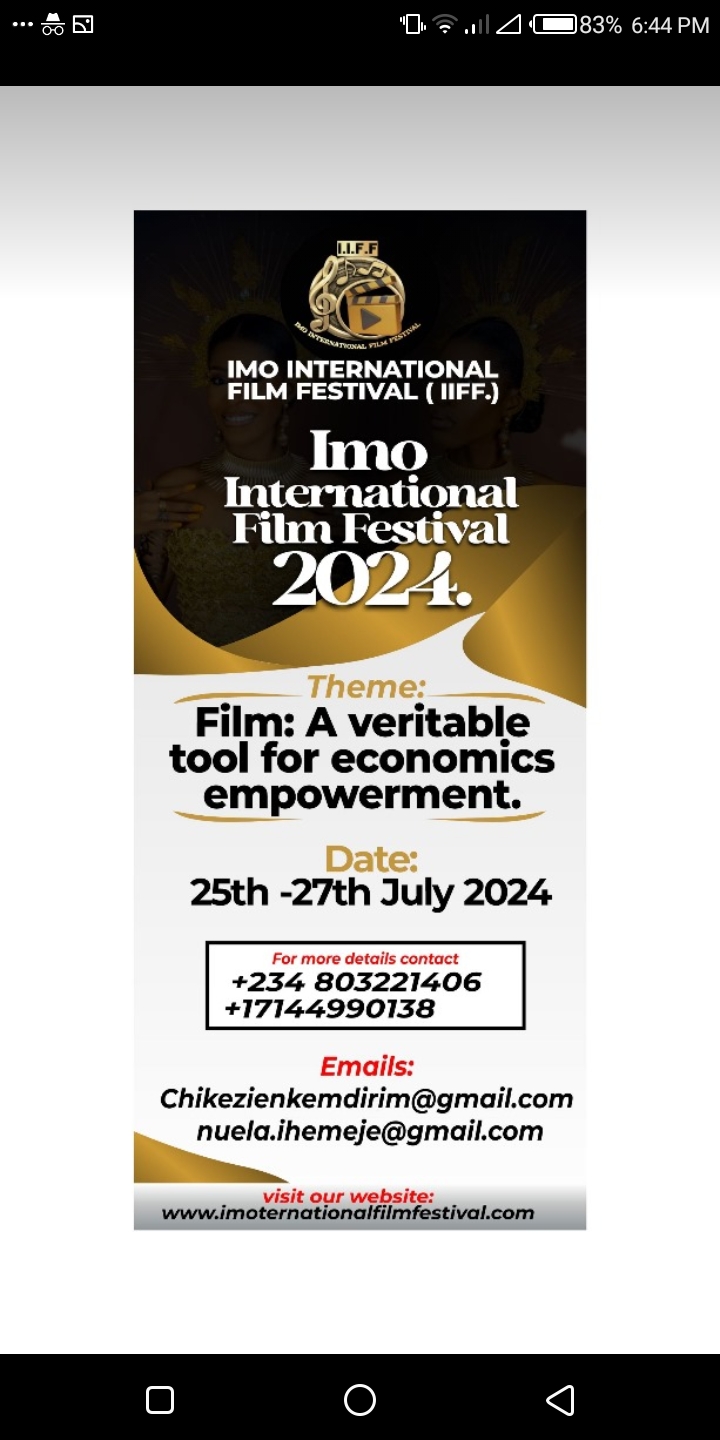 83% 6:44 PM
I.I.F.F
IMO INTERNATIONAL FILM FESTIVAL
IMO INTERNATIONAL
FILM FESTIVAL ( IIFF.)
Imo
International
Film Festival
2024.
Theme:
Film: A veritable
tool for economics
empowerment.
Date:
25th -27th July 2024
For more details contact
+234 803221406
+17144990138
Emails:
Chikezienkemdirim@gmail.com
nuela.ihemeje@gmail.com
visit our website:
www.imoternationalfilmfestival.com